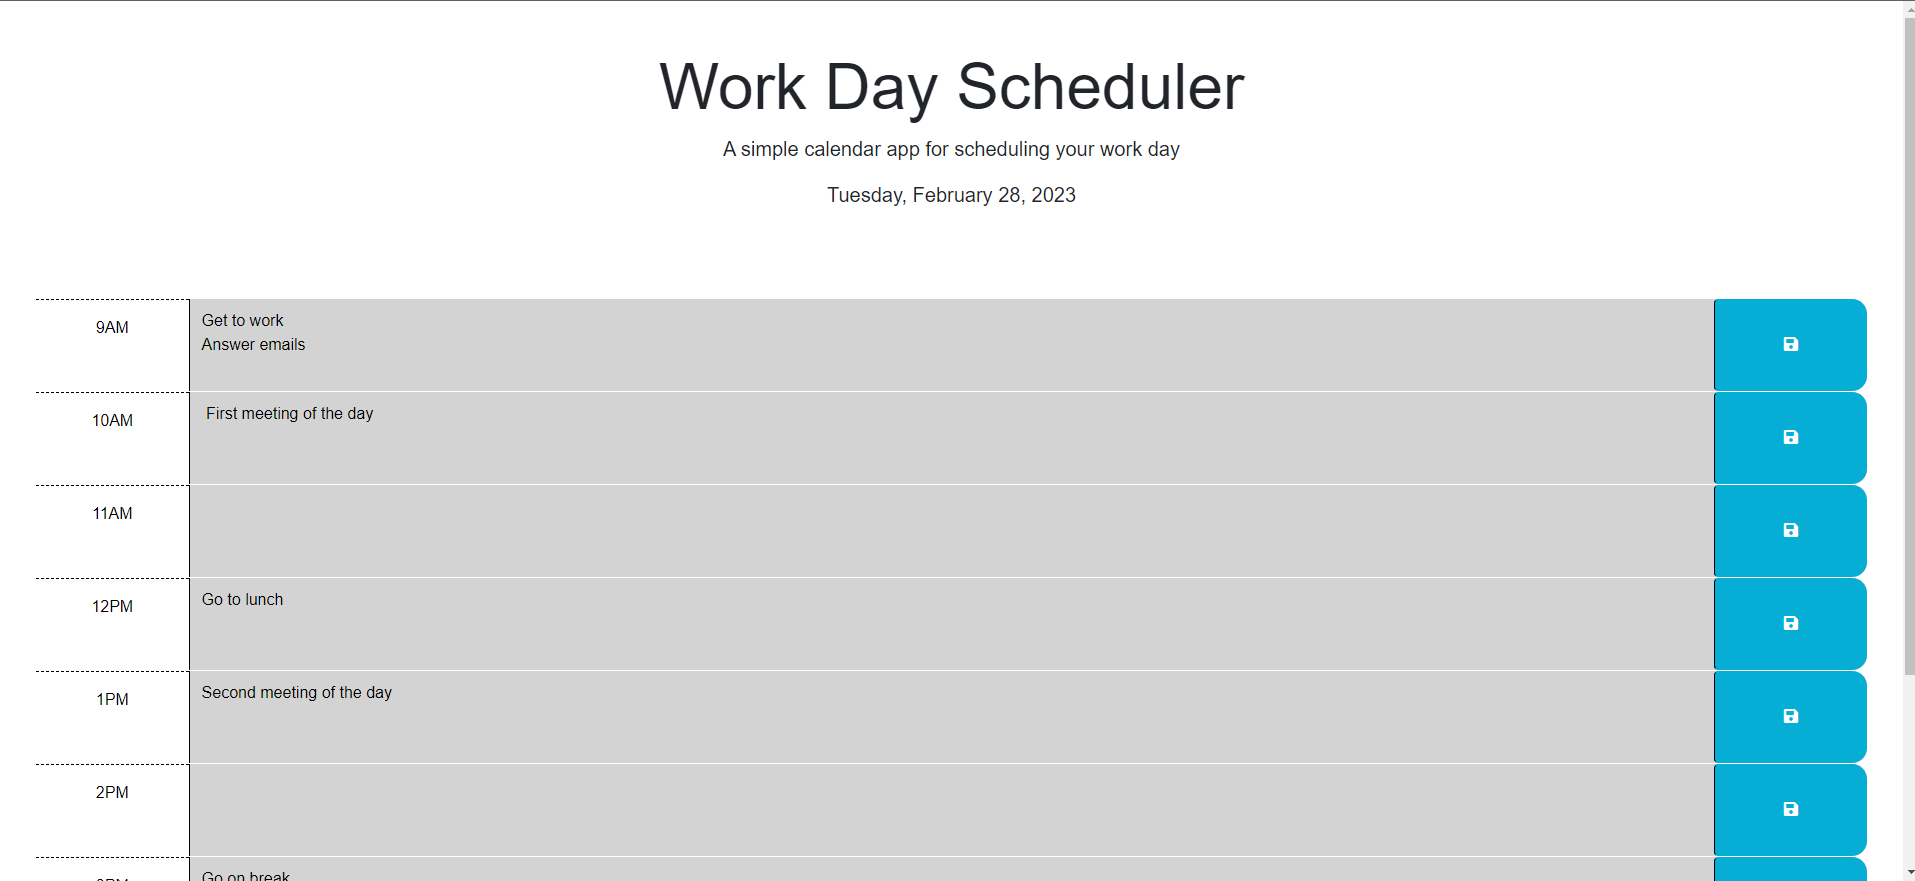 Work Day Scheduler
A simple calendar app for scheduling your work day
Tuesday, February 28, 2023
9AM
Get to work
Answer emails
10AM
First meeting of the day
11AM
12PM
Go to lunch
1PM
Second meeting of the day
2PM
Go on break